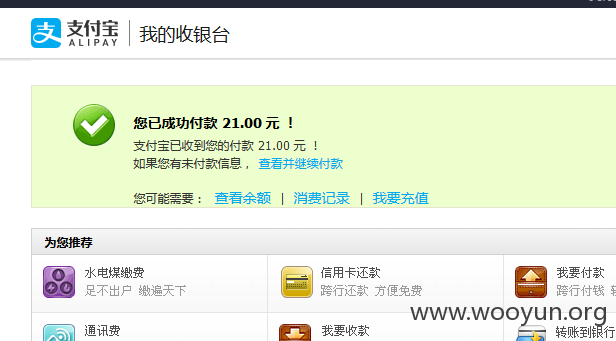 支付宝 我的收银台
ALIPAY
您已成功付款 21.00 元 !
支付宝已收到您的付款 21.00 元 !
如果您有未付款信息， 查看并继续付款
您可能需要： 查看余额 | 消费记录 | 我要充值
为您推荐
水电煤缴费 信用卡还款 我要付款
足不出户 缴遍天下 跨行还款 方便免费 跨行付钱
www.wooyun.org
通讯费 我要收款 转账到银行